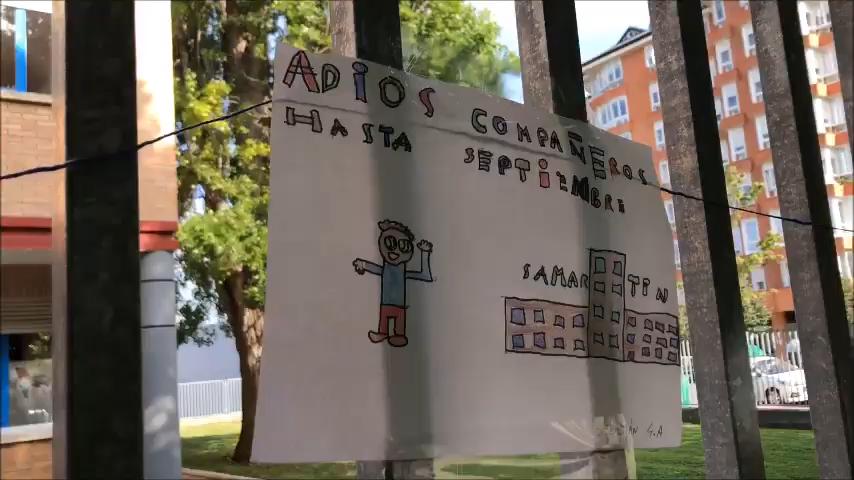 ADIOS COMPAÑEROS
HASTA SEPTIEMBRE
SAMARTIN
G.A